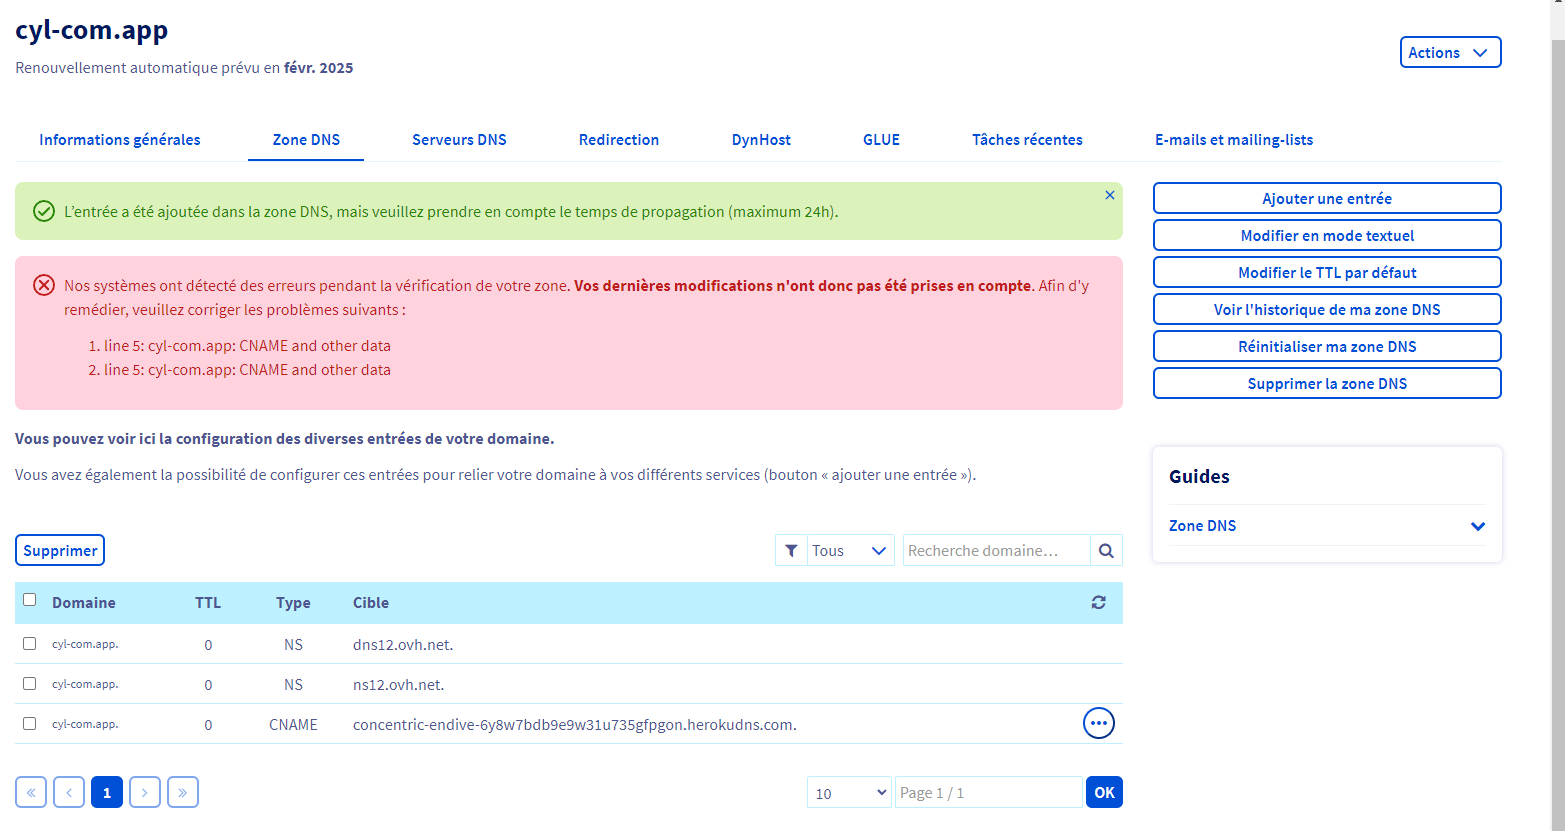 cyl-com.app
Renouvellement automatique prévu en févr. 2025
Actions
Informations générales Zone DNS Serveurs DNS Redirection DynHost GLUE Tâches récentes E-mails et mailing-lists
L’entrée a été ajoutée dans la zone DNS, mais veuillez prendre en compte le temps de propagation (maximum 24h).
Nos systèmes ont détecté des erreurs pendant la vérification de votre zone. Vos dernières modifications n'ont donc pas été prises en compte. Afin d'y
remédier, veuillez corriger les problèmes suivants :
1. line 5: cyl-com.app: CNAME and other data
2. line 5: cyl-com.app: CNAME and other data
Ajouter une entrée
Modifier en mode textuel
Modifier le TTL par défaut
Voir l'historique de ma zone DNS
Réinitialiser ma zone DNS
Supprimer la zone DNS
Guides
Zone DNS
Vous pouvez voir ici la configuration des diverses entrées de votre domaine.
Vous avez également la possibilité de configurer ces entrées pour relier votre domaine à vos différents services (bouton « ajouter une entrée »).
Supprimer Tous Recherche domaine...
Domaine TTL Type Cible
cyl-com.app. 0 NS dns12.ovh.net.
cyl-com.app. 0 NS ns12.ovh.net.
cyl-com.app. 0 CNAME concentric-endive-6y8w7bdb9e9w31u735gfpgon.herokudns.com.
« ‹ 1 › » 10 Page 1 / 1 OK